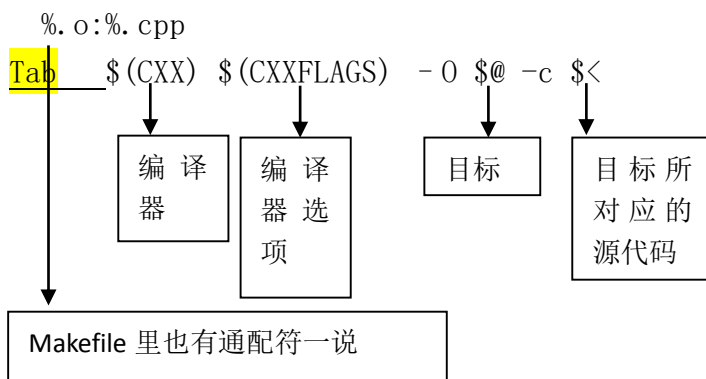 %.o:%.cpp
Tab $(CXX) $(CXXFLAGS) -O $@ -c $<
编译
器
编译
器选
项
目标
目标所
对应的
源代码
Makefile 里也有通配符一说